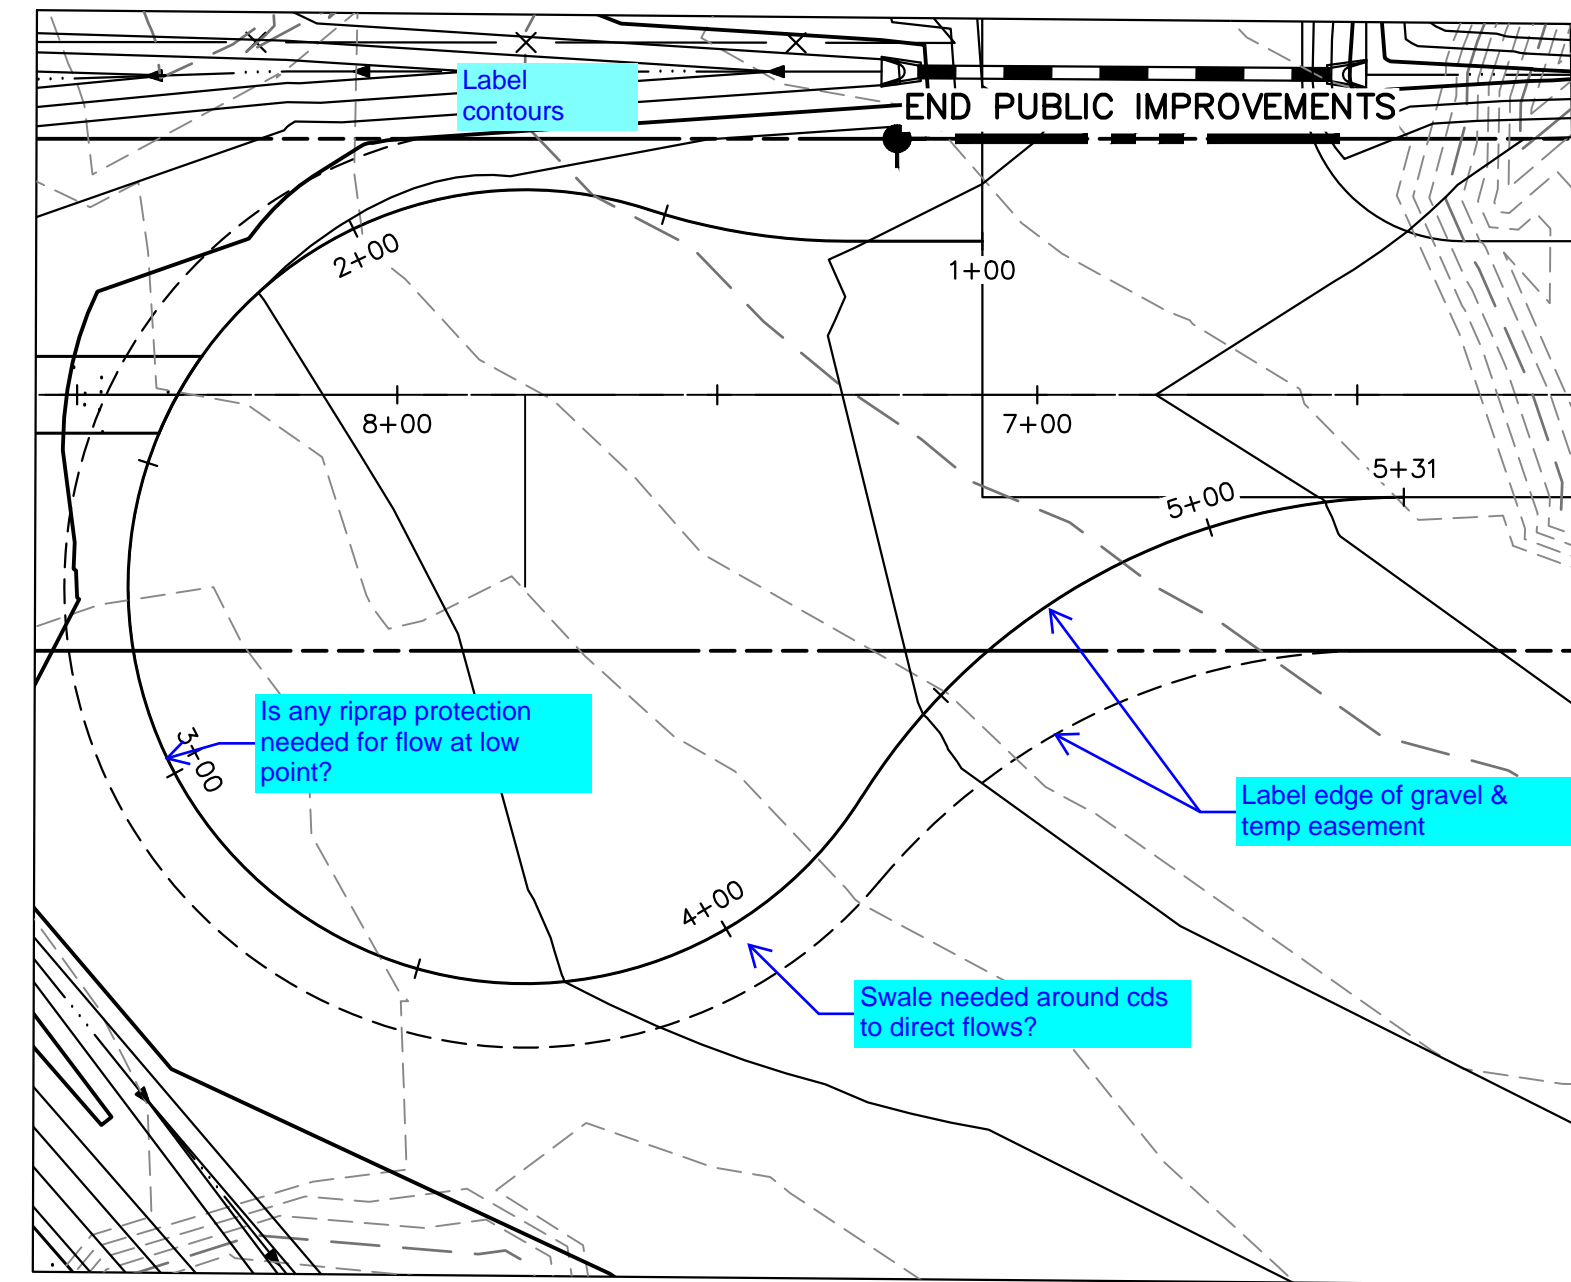 Label
contours
END PUBLIC IMPROVEMENTS
2+00
1+00
8+00
7+00
5+31
5+00
Is any riprap protection
needed for flow at low
point?
3+00
Label edge of gravel &
temp easement
4+00
Swale needed around cds
to direct flows?